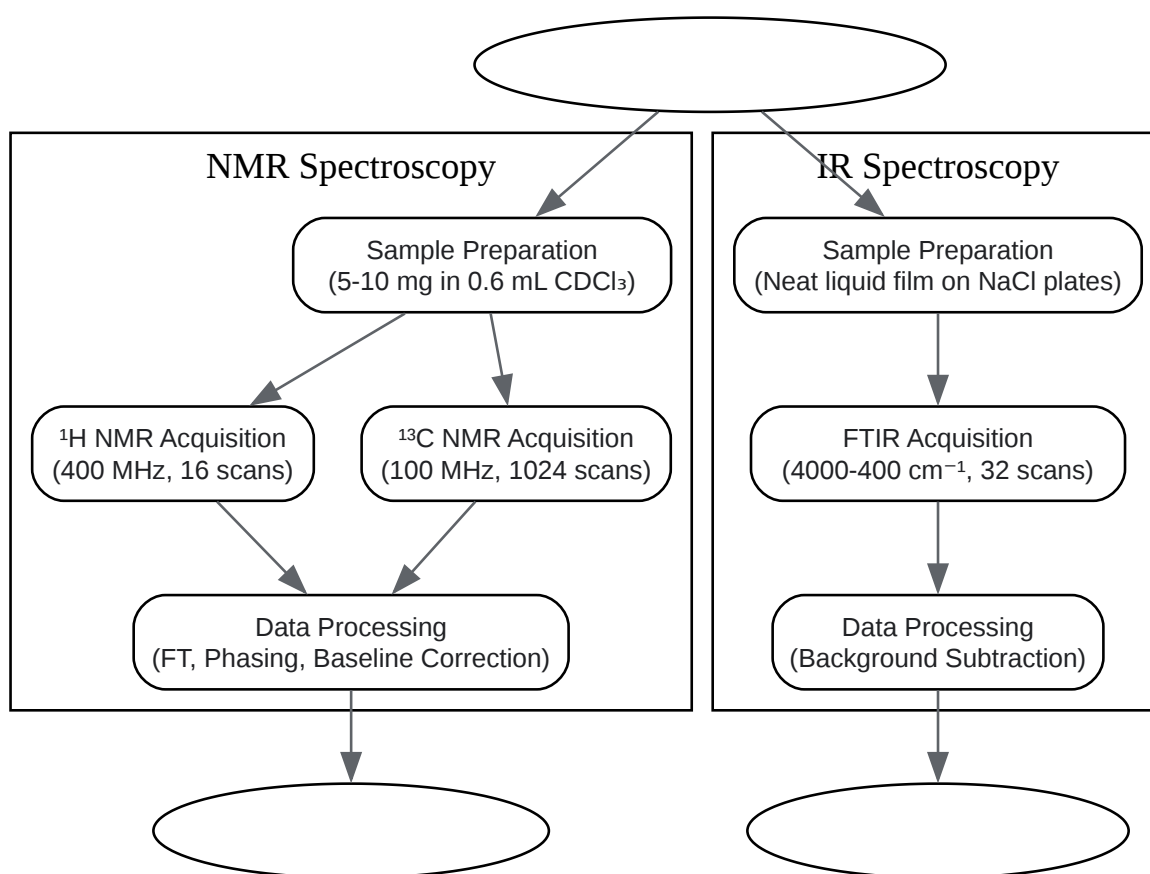 NMR Spectroscopy
Sample Preparation
(5-10 mg in 0.6 mL CDCl₃)
¹H NMR Acquisition
(400 MHz, 16 scans)
¹³C NMR Acquisition
(100 MHz, 1024 scans)
Data Processing
(FT, Phasing, Baseline Correction)
IR Spectroscopy
Sample Preparation
(Neat liquid film on NaCl plates)
FTIR Acquisition
(4000-400 cm⁻¹, 32 scans)
Data Processing
(Background Subtraction)